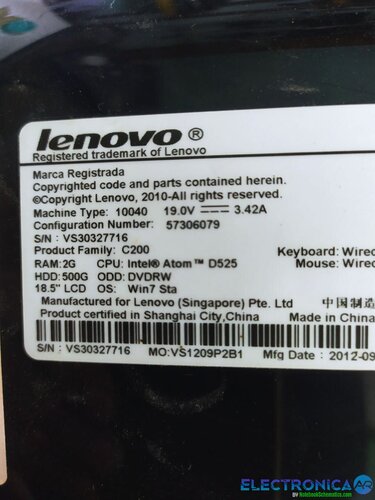 lenovo ®
Registered trademark of Lenovo
Marca Registrada
Copyrighted code and parts contained herein.
©Copyright Lenovo, 2010-All rights reserved.
Machine Type: 10040 19.0V 3.42A
Configuration Number: 57306079
S/N : VS30327716
Product Family: C200 Keyboard: Wired
RAM:2G CPU: Intel® Atom™ D525 Mouse: Wired
HDD: 500G ODD: DVDRW
18.5" LCD OS: Win7 Sta
Manufactured for Lenovo (Singapore) Pte. Ltd 中国制造
Product certified in Shanghai City,China Made in China
S/N : VS30327716 MO:VS1209P2B1 Mfg Date : 2012-09
ELECTRONICA AR
BY NotebookSchematics.com